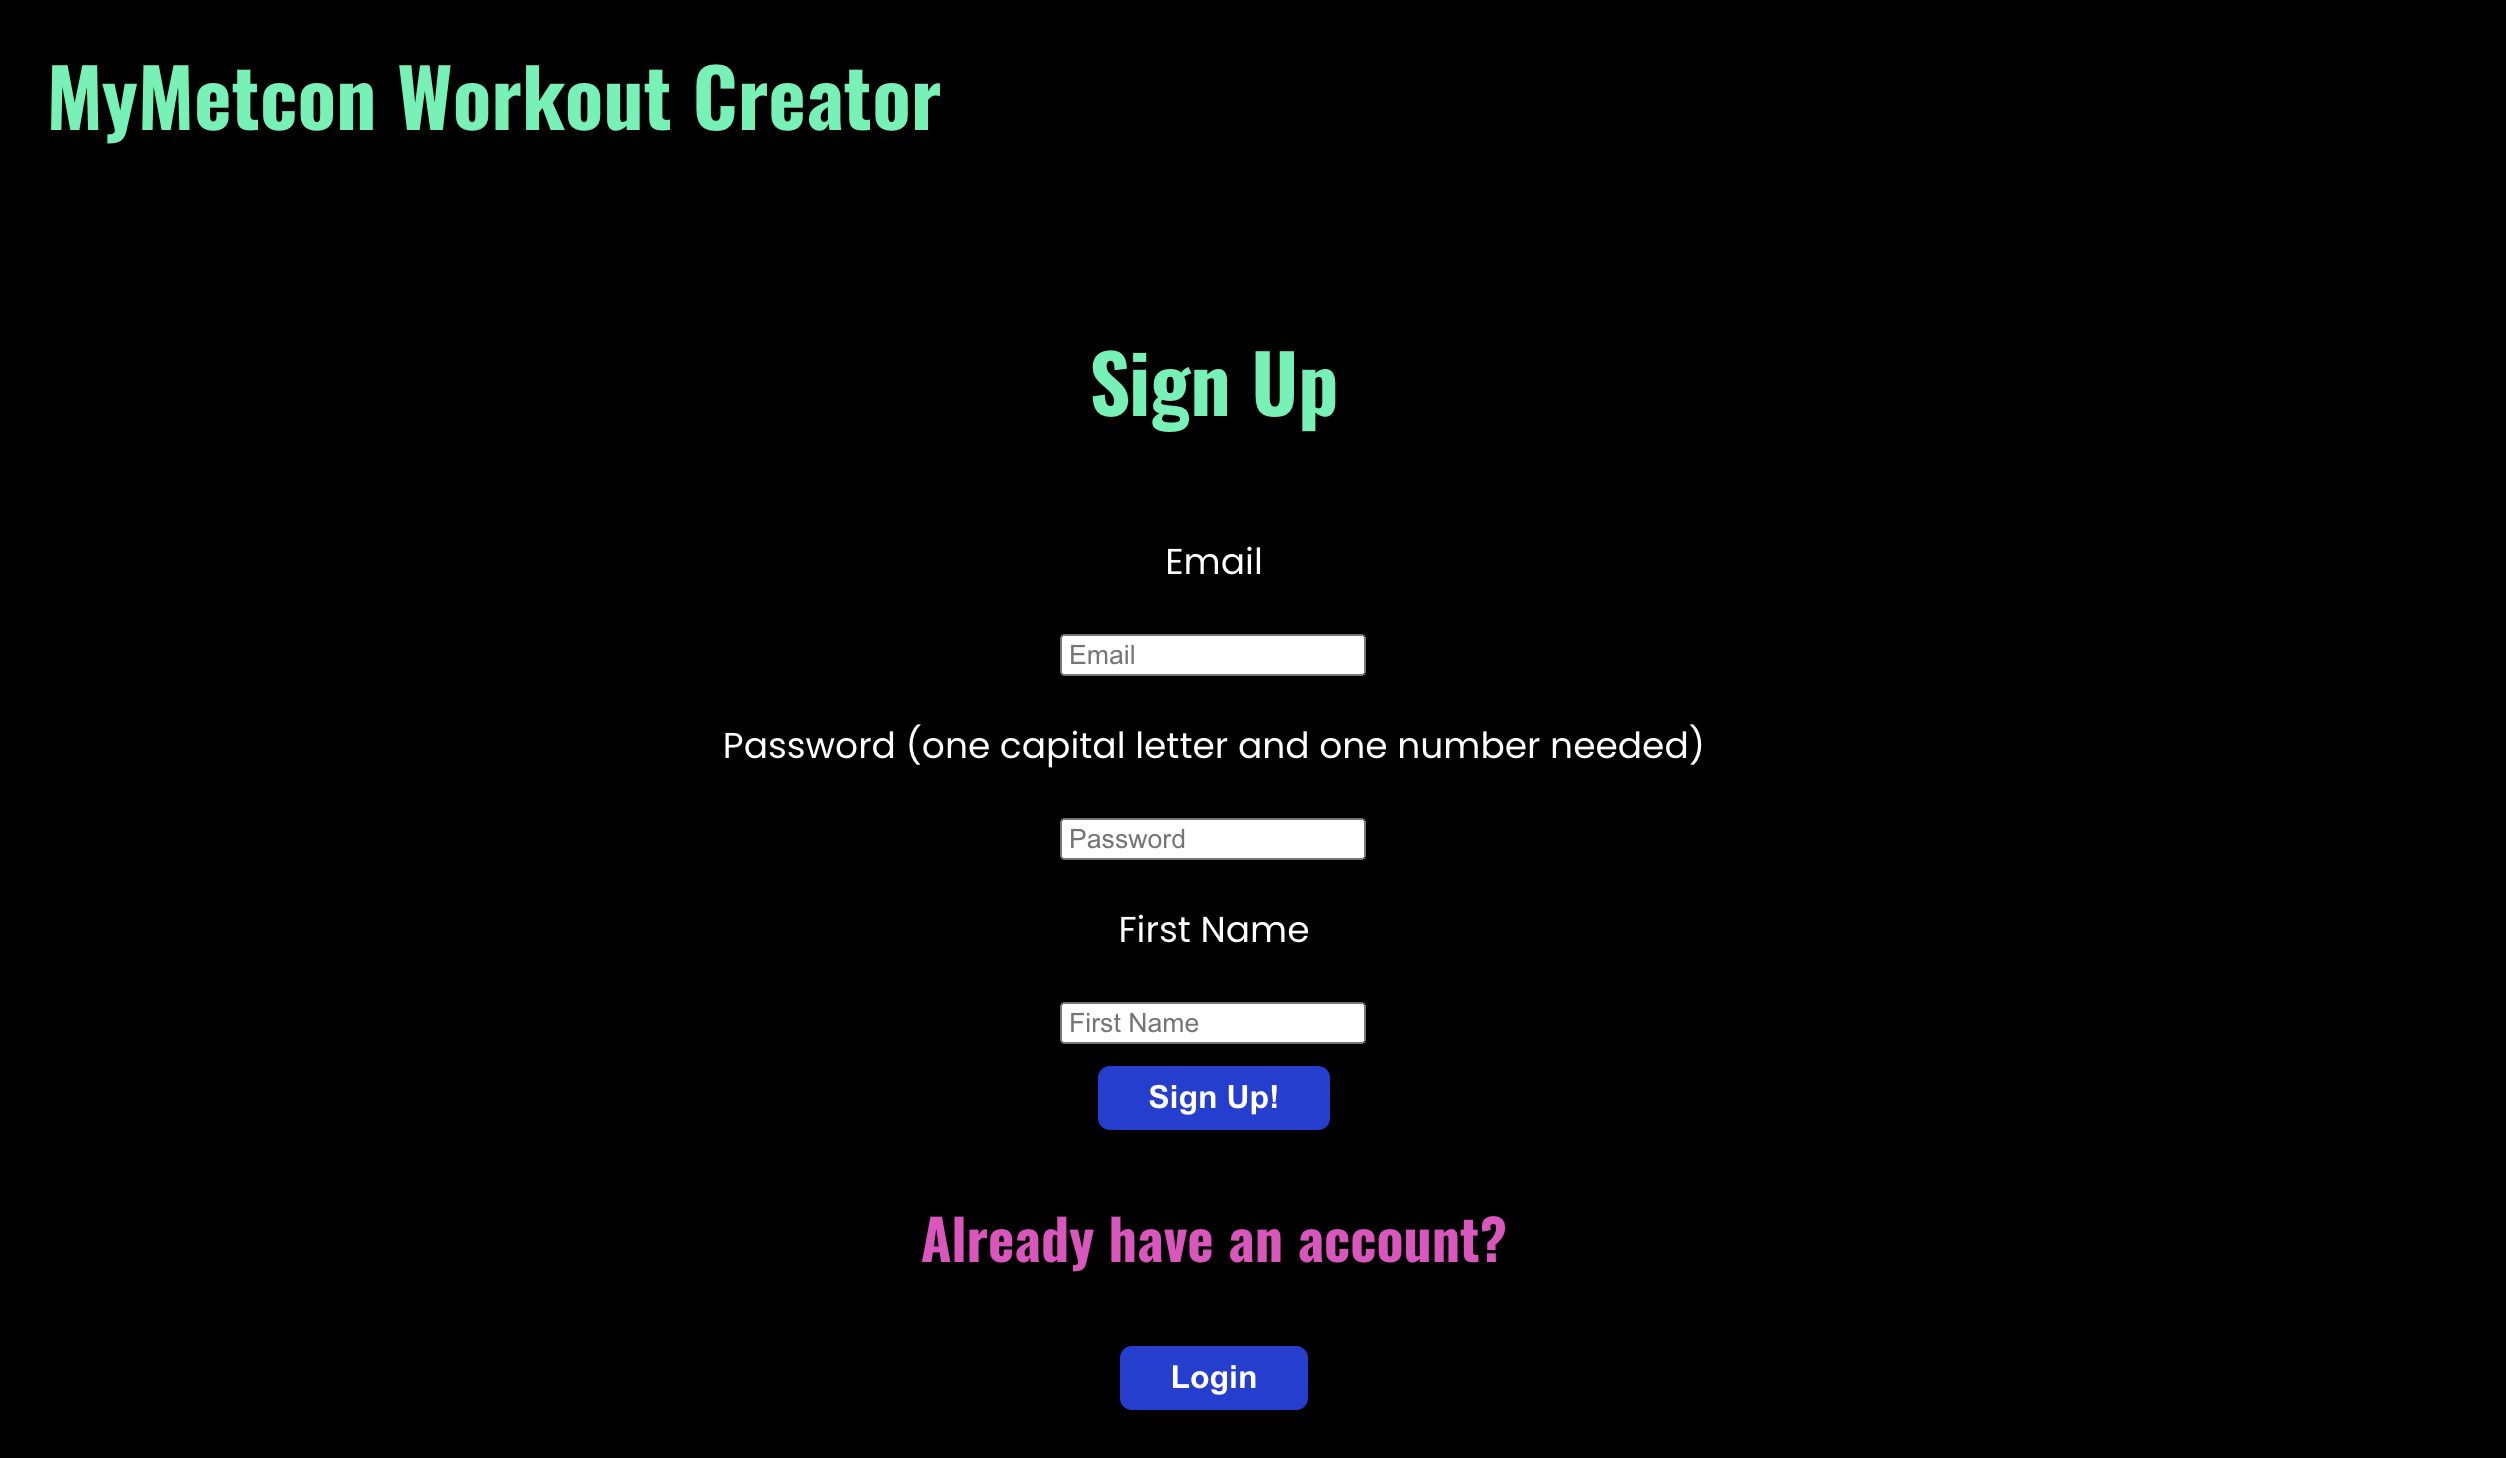 MyMetcon Workout Creator
Sign Up
Email
Email
Password (one capital letter and one number needed)
Password
First Name
First Name
Sign Up!
Already have an account?
Login